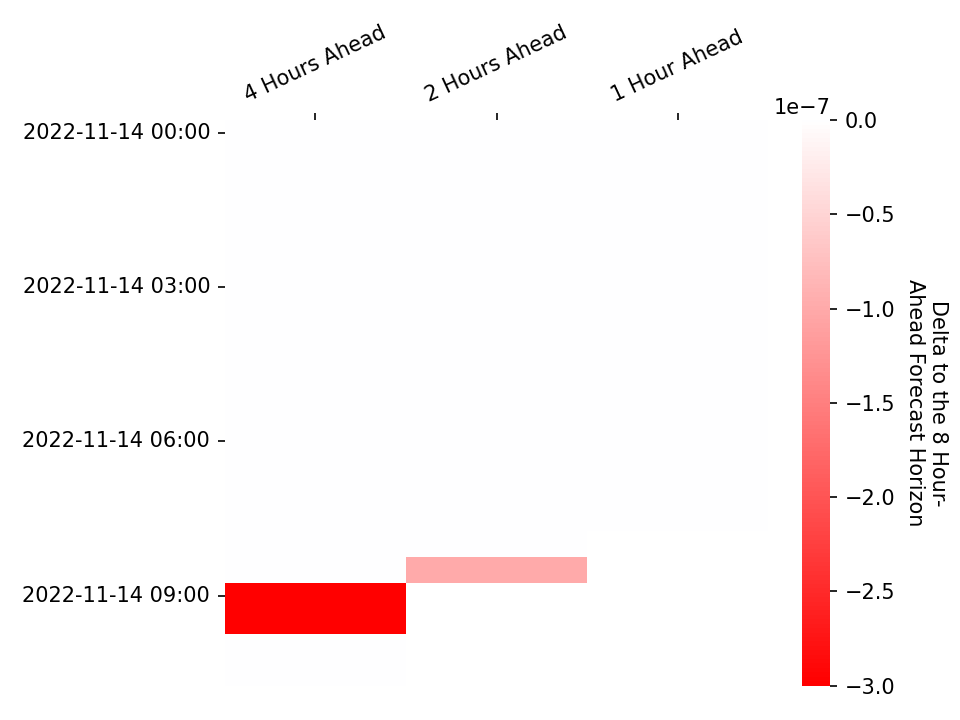 4 Hours Ahead
2 Hours Ahead
1 Hour Ahead
1e−7
2022-11-14 00:00
2022-11-14 03:00
2022-11-14 06:00
2022-11-14 09:00
0.0
−0.5
−1.0
−1.5
−2.0
−2.5
−3.0
Delta to the 8 Hour-
Ahead Forecast Horizon